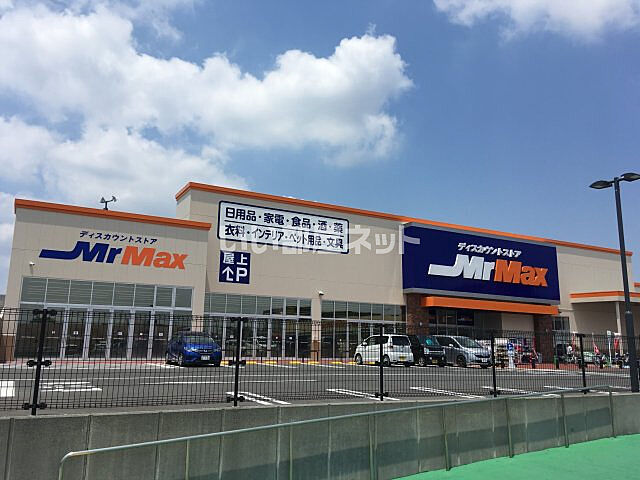 ディスカウントストア
MrMax
日用品・家電・食品・酒・薬
衣料・インテリア・ペット用品・文具
屋上
P
ディスカウントストア
MrMax